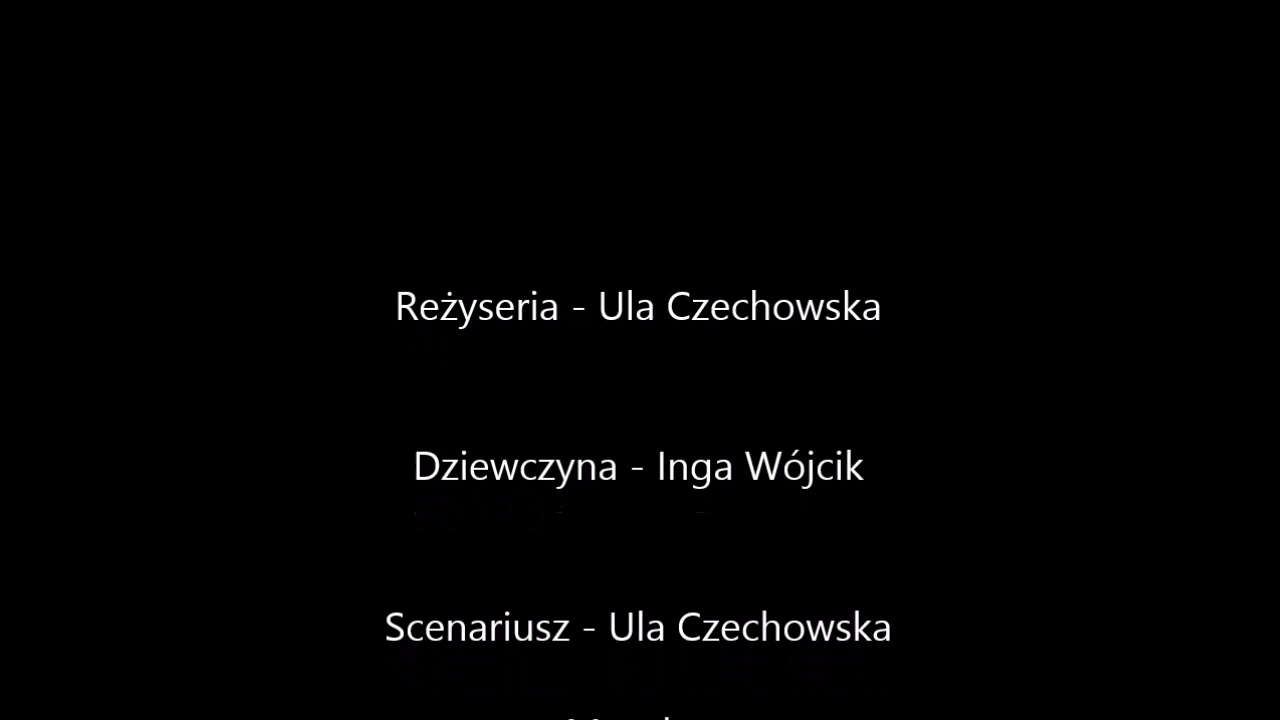 Reżyseria - Ula Czechowska
Dziewczyna - Inga Wójcik
Scenariusz - Ula Czechowska